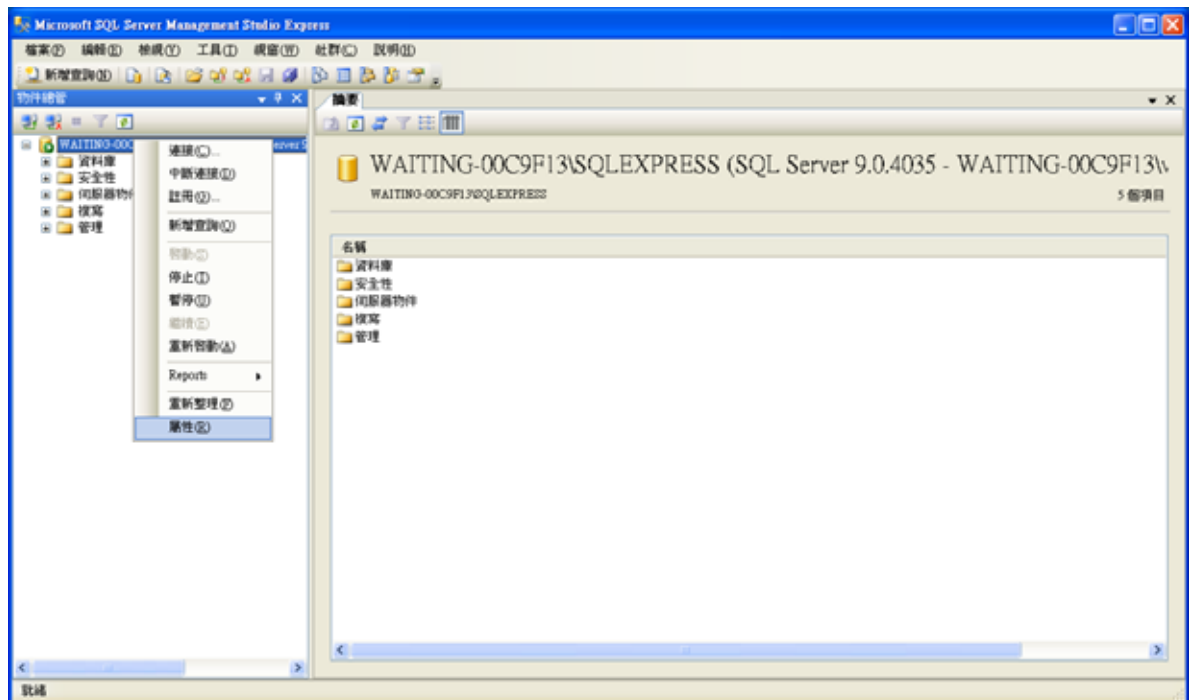 Microsoft SQL Server Management Studio Express
檔案(F) 編輯(E) 檢視(V) 工具(T) 視窗(W) 社群(C) 說明(H)
新增查詢(N)
物件總管
摘要
WAITING-00C
erver 9
資料庫
安全性
伺服器物件
複寫
管理
連接(C)...
中斷連接(D)
註冊(G)...
新增查詢(Q)
啟動(T)
停止(T)
暫停(U)
繼續(E)
重新啟動(A)
Reports
重新整理(F)
屬性(R)
WAITING-00C9F13\SQLEXPRESS (SQL Server 9.0.4035 - WAITING-00C9F13\
WAITING-00C9F13\SQLEXPRESS
5 個項目
名稱
資料庫
安全性
伺服器物件
複寫
管理
就緒